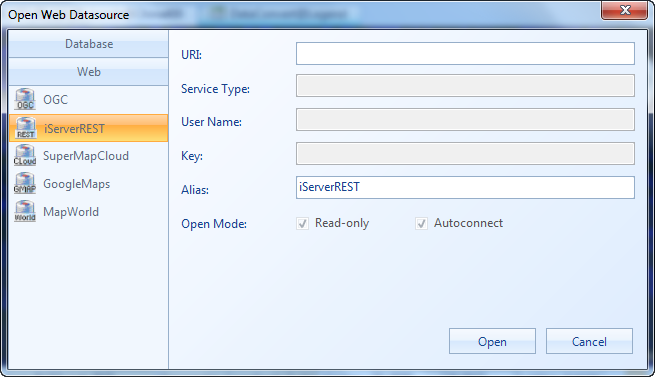 Open Web Datasource
Database
Web
OGC OGC
REST iServerREST
CLoud SuperMapCloud
GMAP GoogleMaps
World MapWorld
URI:
Service Type:
User Name:
Key:
Alias: iServerREST
Open Mode: Read-only Autoconnect
Open Cancel